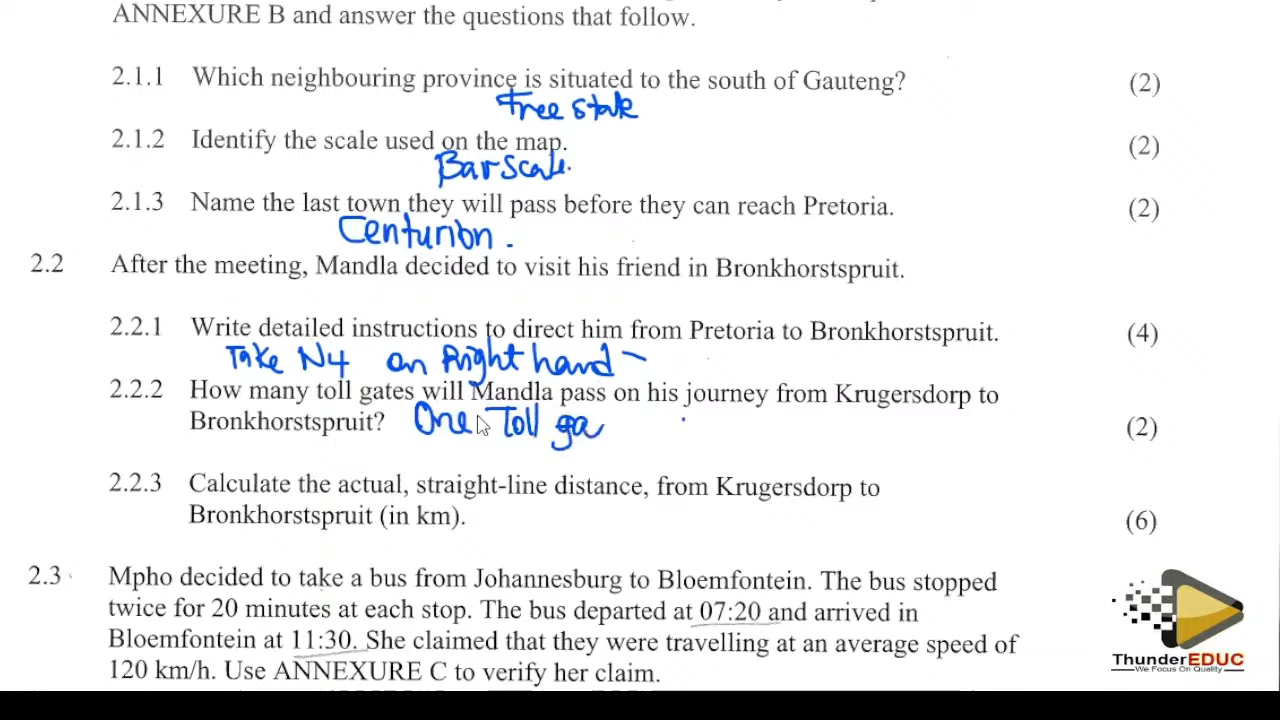 ANNEXURE B and answer the questions that follow.
2.1.1 Which neighbouring province is situated to the south of Gauteng? (2)
Free State
2.1.2 Identify the scale used on the map. (2)
Bar scale.
2.1.3 Name the last town they will pass before they can reach Pretoria. (2)
Centurion.
2.2 After the meeting, Mandla decided to visit his friend in Bronkhorstspruit.
2.2.1 Write detailed instructions to direct him from Pretoria to Bronkhorstspruit. (4)
Take N4 on Right hand -
2.2.2 How many toll gates will Mandla pass on his journey from Krugersdorp to
Bronkhorstspruit? One Toll ga (2)
2.2.3 Calculate the actual, straight-line distance, from Krugersdorp to
Bronkhorstspruit (in km). (6)
2.3 Mpho decided to take a bus from Johannesburg to Bloemfontein. The bus stopped
twice for 20 minutes at each stop. The bus departed at 07:20 and arrived in
Bloemfontein at 11:30. She claimed that they were travelling at an average speed of
120 km/h. Use ANNEXURE C to verify her claim.
ThunderEDUC
We Focus On Quality